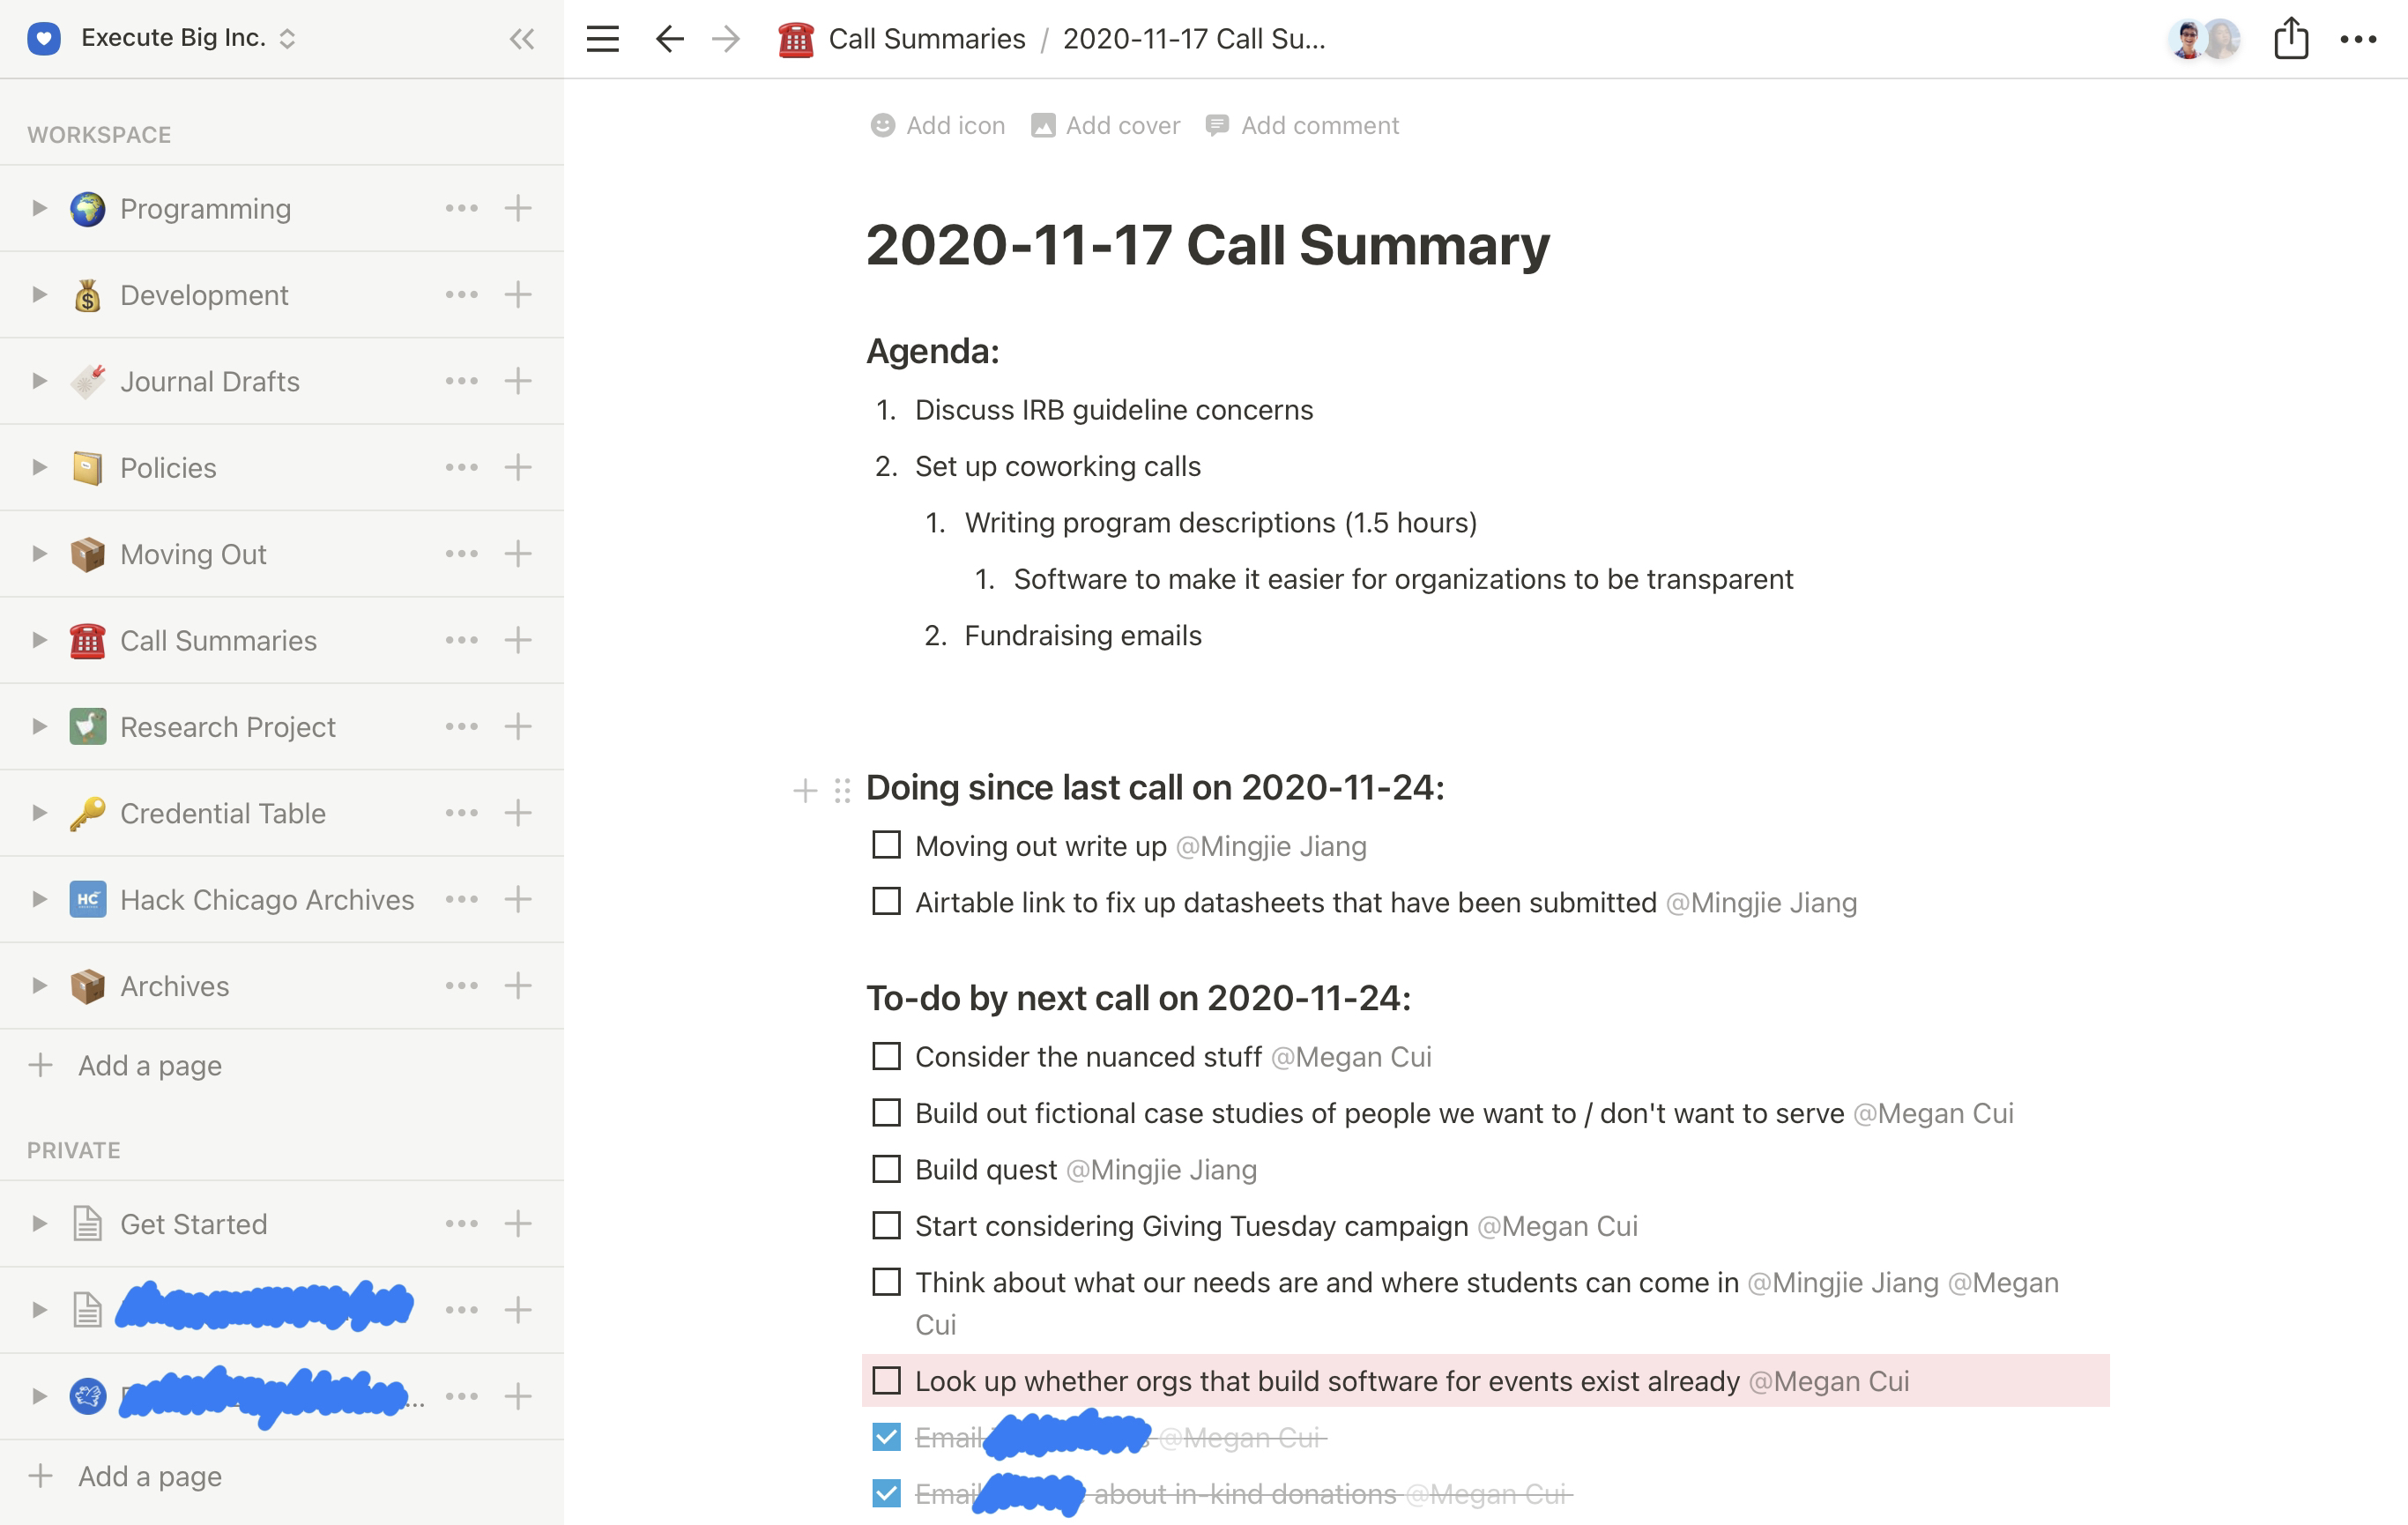 Execute Big Inc.
Call Summaries / 2020-11-17 Call Su...
WORKSPACE
Programming
Development
Journal Drafts
Policies
Moving Out
Call Summaries
Research Project
Credential Table
HC Hack Chicago Archives
Archives
Add a page
PRIVATE
Get Started
...
Add a page
Add icon Add cover Add comment
2020-11-17 Call Summary
Agenda:
1. Discuss IRB guideline concerns
2. Set up coworking calls
1. Writing program descriptions (1.5 hours)
1. Software to make it easier for organizations to be transparent
2. Fundraising emails
Doing since last call on 2020-11-24:
Moving out write up @Mingjie Jiang
Airtable link to fix up datasheets that have been submitted @Mingjie Jiang
To-do by next call on 2020-11-24:
Consider the nuanced stuff @Megan Cui
Build out fictional case studies of people we want to / don't want to serve @Megan Cui
Build quest @Mingjie Jiang
Start considering Giving Tuesday campaign @Megan Cui
Think about what our needs are and where students can come in @Mingjie Jiang @Megan
Cui
Look up whether orgs that build software for events exist already @Megan Cui
Email @Megan Cui
Email about in-kind donations @Megan Cui